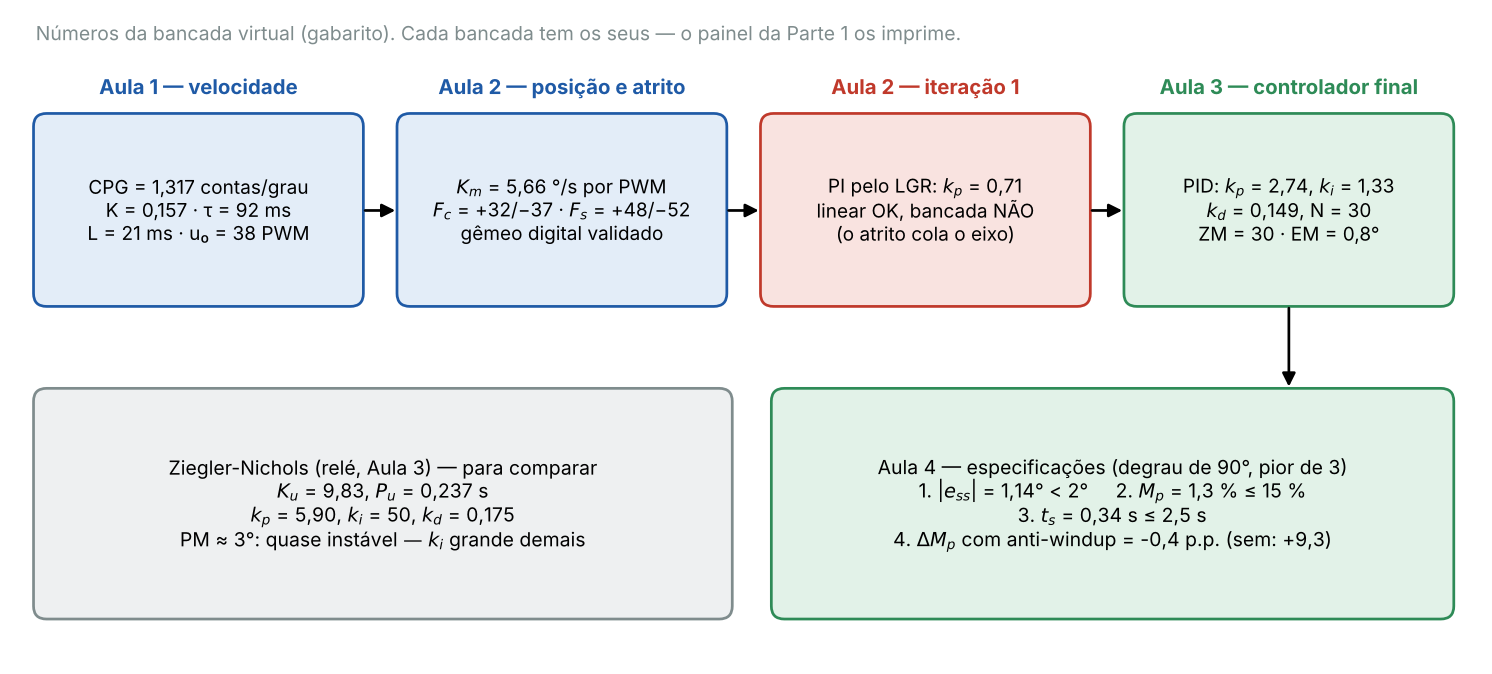 Números da bancada virtual (gabarito). Cada bancada tem os seus — o painel da Parte 1 os imprime.
Aula 1 — velocidade
CPG = 1,317 contas/grau
K = 0,157 · τ = 92 ms
L = 21 ms · u₀ = 38 PWM
Aula 2 — posição e atrito
Kₘ = 5,66 °/s por PWM
F_c = +32/−37 · F_s = +48/−52
gêmeo digital validado
Aula 2 — iteração 1
PI pelo LGR: k_p = 0,71
linear OK, bancada NÃO
(o atrito cola o eixo)
Aula 3 — controlador final
PID: k_p = 2,74, k_i = 1,33
k_d = 0,149, N = 30
ZM = 30 · EM = 0,8°
Ziegler-Nichols (relé, Aula 3) — para comparar
K_u = 9,83, P_u = 0,237 s
k_p = 5,90, k_i = 50, k_d = 0,175
PM ≈ 3°: quase instável — k_i grande demais
Aula 4 — especificações (degrau de 90°, pior de 3)
1. |e_ss| = 1,14° < 2° 2. M_p = 1,3 % ≤ 15 %
3. t_s = 0,34 s ≤ 2,5 s
4. ΔM_p com anti-windup = -0,4 p.p. (sem: +9,3)